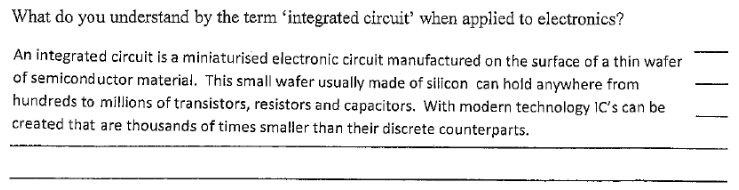 What do you understand by the term ‘integrated circuit’ when applied to electronics?
An integrated circuit is a miniaturised electronic circuit manufactured on the surface of a thin wafer
of semiconductor material. This small wafer usually made of silicon can hold anywhere from
hundreds to millions of transistors, resistors and capacitors. With modern technology IC's can be
created that are thousands of times smaller than their discrete counterparts.